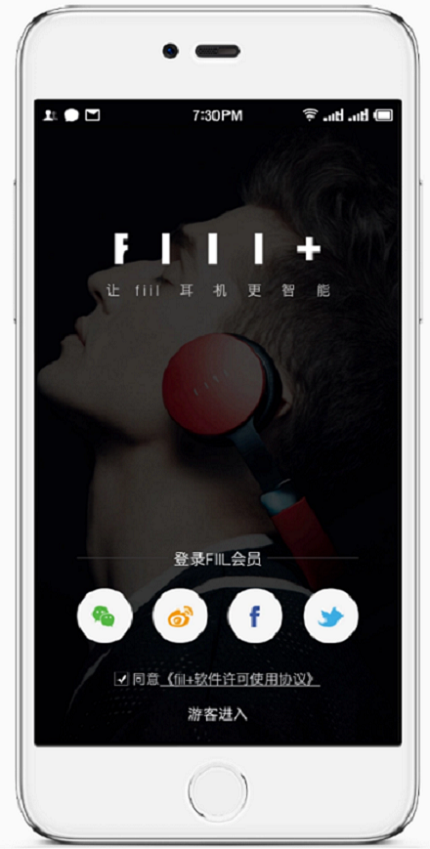 7:30PM
FIIL+
让 fiil 耳 机 更 智 能
FIIL
登录FIIL会员
f
同意《fiil+软件许可使用协议》
游客进入